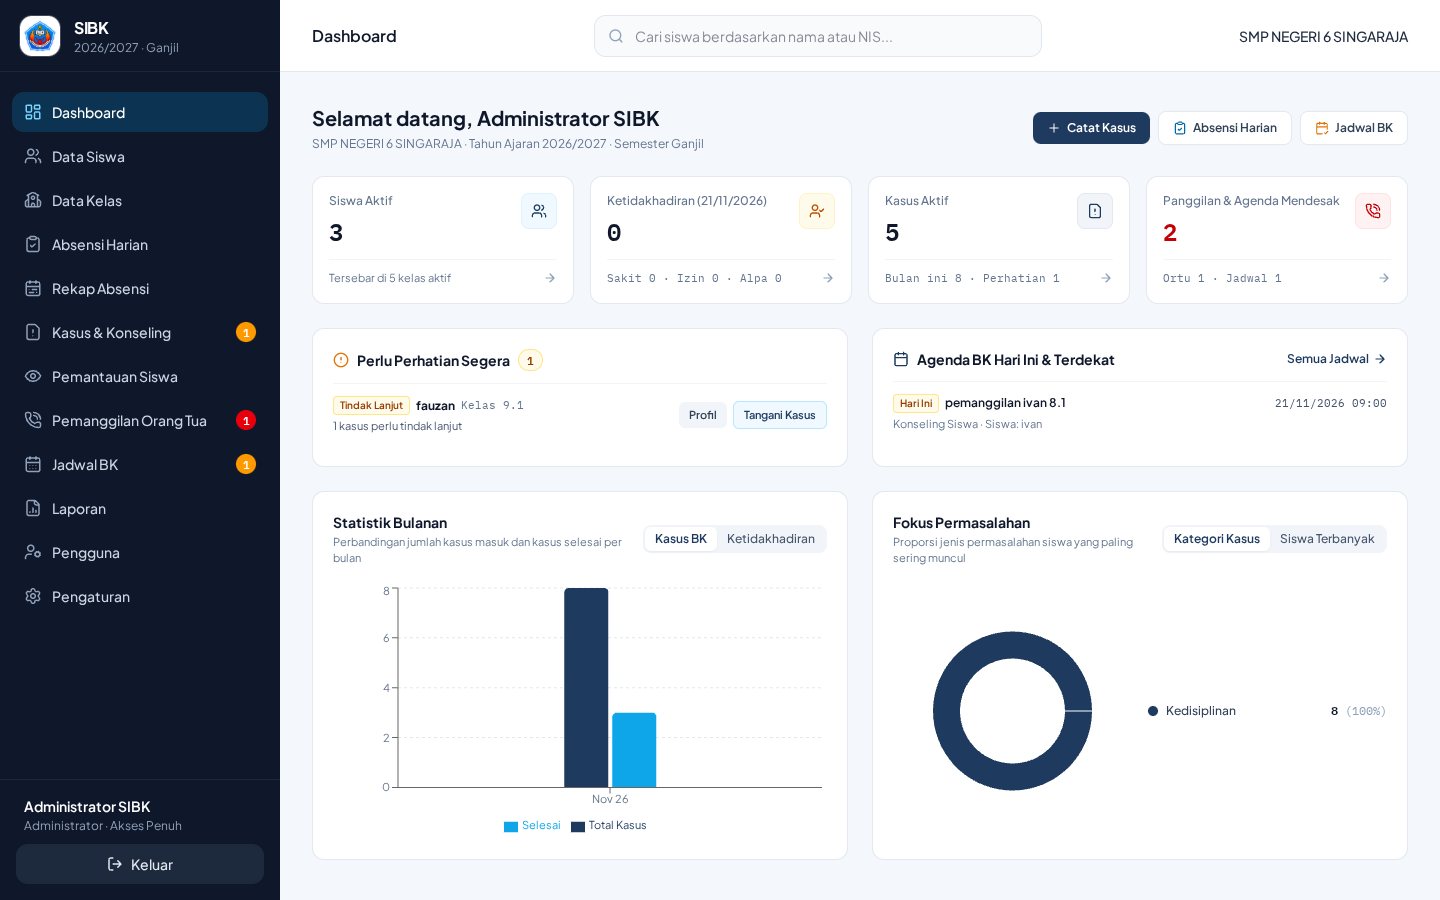 SIBK
2026/2027 · Ganjil
Dashboard
Data Siswa
Data Kelas
Absensi Harian
Rekap Absensi
Kasus & Konseling 1
Pemantauan Siswa
Pemanggilan Orang Tua 1
Jadwal BK 1
Laporan
Pengguna
Pengaturan
Administrator SIBK
Administrator · Akses Penuh
Keluar
Dashboard
Cari siswa berdasarkan nama atau NIS...
SMP NEGERI 6 SINGARAJA
Selamat datang, Administrator SIBK
SMP NEGERI 6 SINGARAJA · Tahun Ajaran 2026/2027 · Semester Ganjil
Catat Kasus
Absensi Harian
Jadwal BK
Siswa Aktif
3
Tersebar di 5 kelas aktif
Ketidakhadiran (21/11/2026)
0
Sakit 0 · Izin 0 · Alpa 0
Kasus Aktif
5
Bulan ini 8 · Perhatian 1
Panggilan & Agenda Mendesak
2
Ortu 1 · Jadwal 1
Perlu Perhatian Segera 1
Tindak Lanjut fauzan Kelas 9.1
1 kasus perlu tindak lanjut
Profil
Tangani Kasus
Agenda BK Hari Ini & Terdekat
Semua Jadwal
Hari Ini pemanggilan ivan 8.1
21/11/2026 09:00
Konseling Siswa · Siswa: ivan
Statistik Bulanan
Perbandingan jumlah kasus masuk dan kasus selesai per
bulan
Kasus BK
Ketidakhadiran
8
6
4
2
0
Nov 26
Selesai
Total Kasus
Fokus Permasalahan
Proporsi jenis permasalahan siswa yang paling
sering muncul
Kategori Kasus
Siswa Terbanyak
Kedisiplinan
8 (100%)